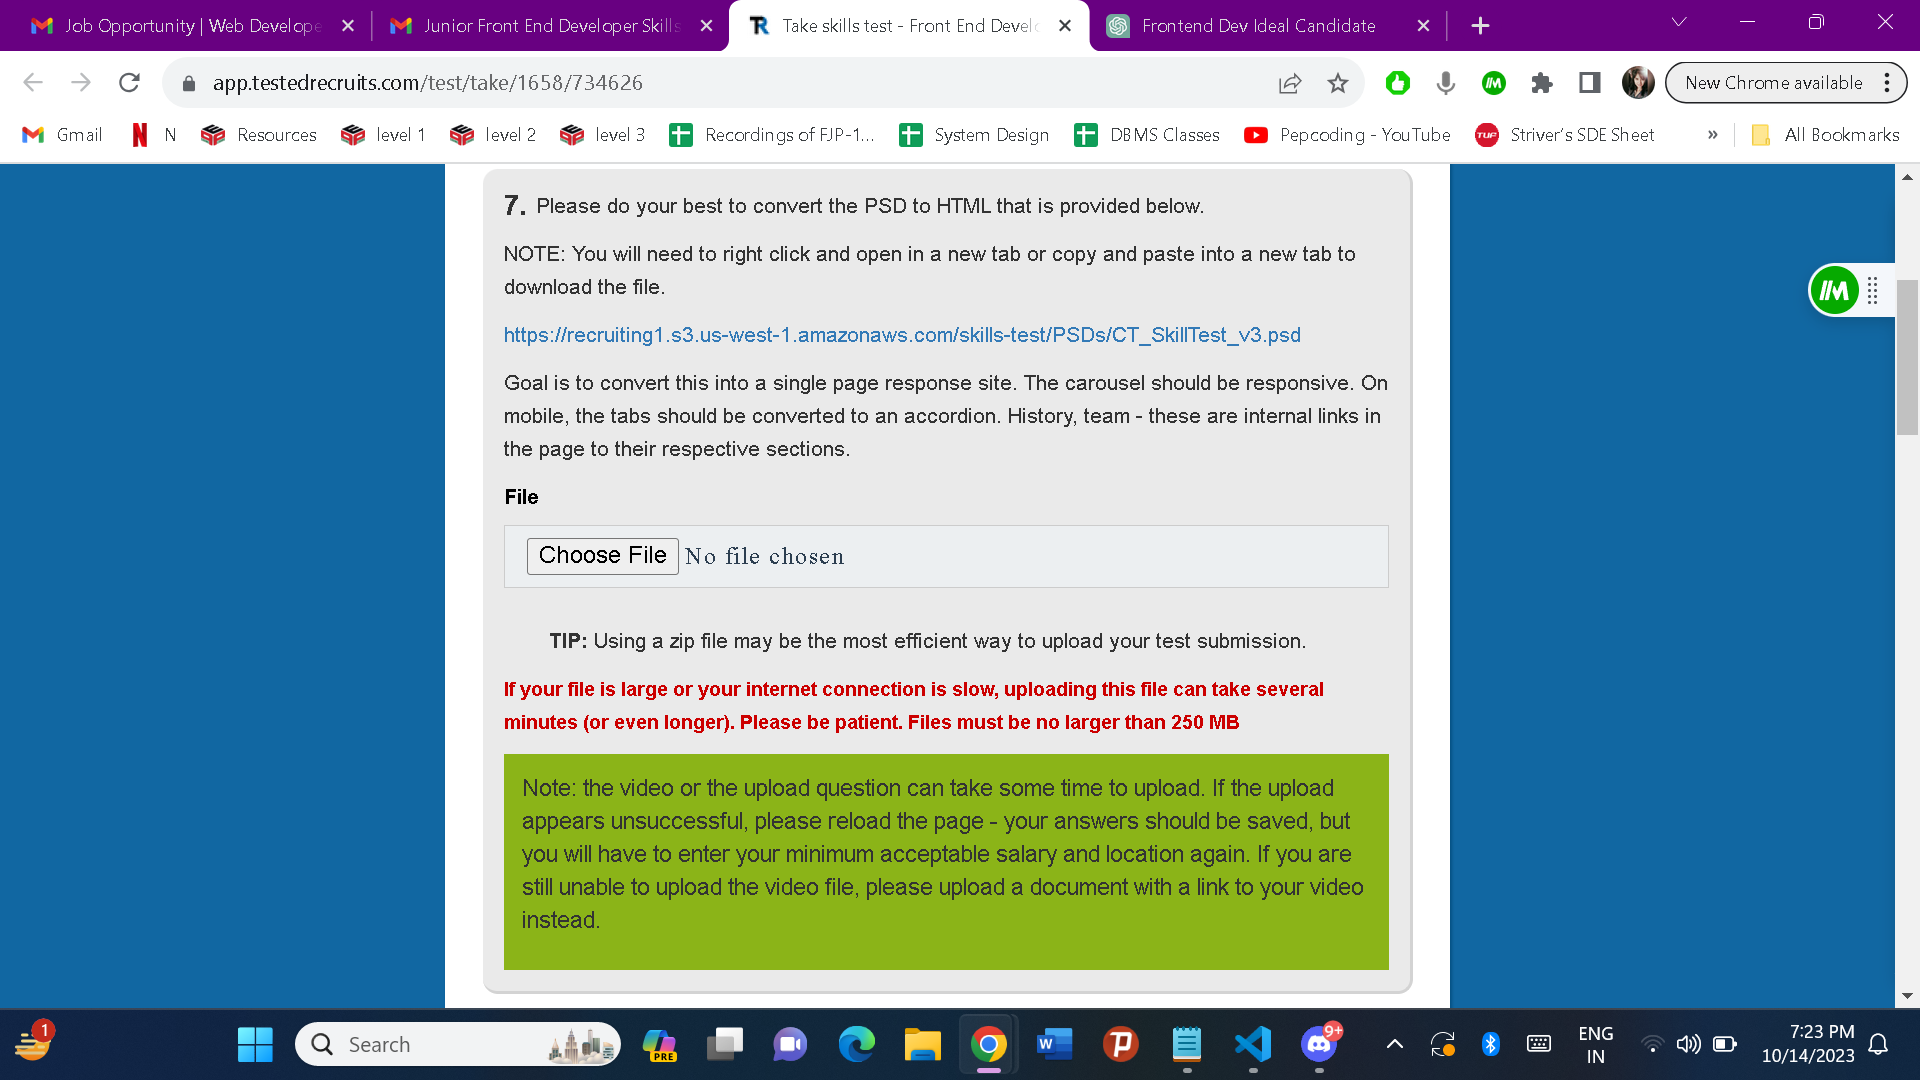 Job Opportunity | Web Develope
Junior Front End Developer Skills
Take skills test - Front End Develo
Frontend Dev Ideal Candidate
app.testedrecruits.com/test/take/1658/734626
New Chrome available
Gmail
N
Resources
level 1
level 2
level 3
Recordings of FJP-1...
System Design
DBMS Classes
Pepcoding - YouTube
TUF
Striver's SDE Sheet
»
All Bookmarks
7. Please do your best to convert the PSD to HTML that is provided below.
NOTE: You will need to right click and open in a new tab or copy and paste into a new tab to
download the file.
https://recruiting1.s3.us-west-1.amazonaws.com/skills-test/PSDs/CT_SkillTest_v3.psd
Goal is to convert this into a single page response site. The carousel should be responsive. On
mobile, the tabs should be converted to an accordion. History, team - these are internal links in
the page to their respective sections.
File
Choose File No file chosen
TIP: Using a zip file may be the most efficient way to upload your test submission.
If your file is large or your internet connection is slow, uploading this file can take several
minutes (or even longer). Please be patient. Files must be no larger than 250 MB
Note: the video or the upload question can take some time to upload. If the upload
appears unsuccessful, please reload the page - your answers should be saved, but
you will have to enter your minimum acceptable salary and location again. If you are
still unable to upload the video file, please upload a document with a link to your video
instead.
1
Search
PRE
9+
ENG
IN
7:23 PM
10/14/2023